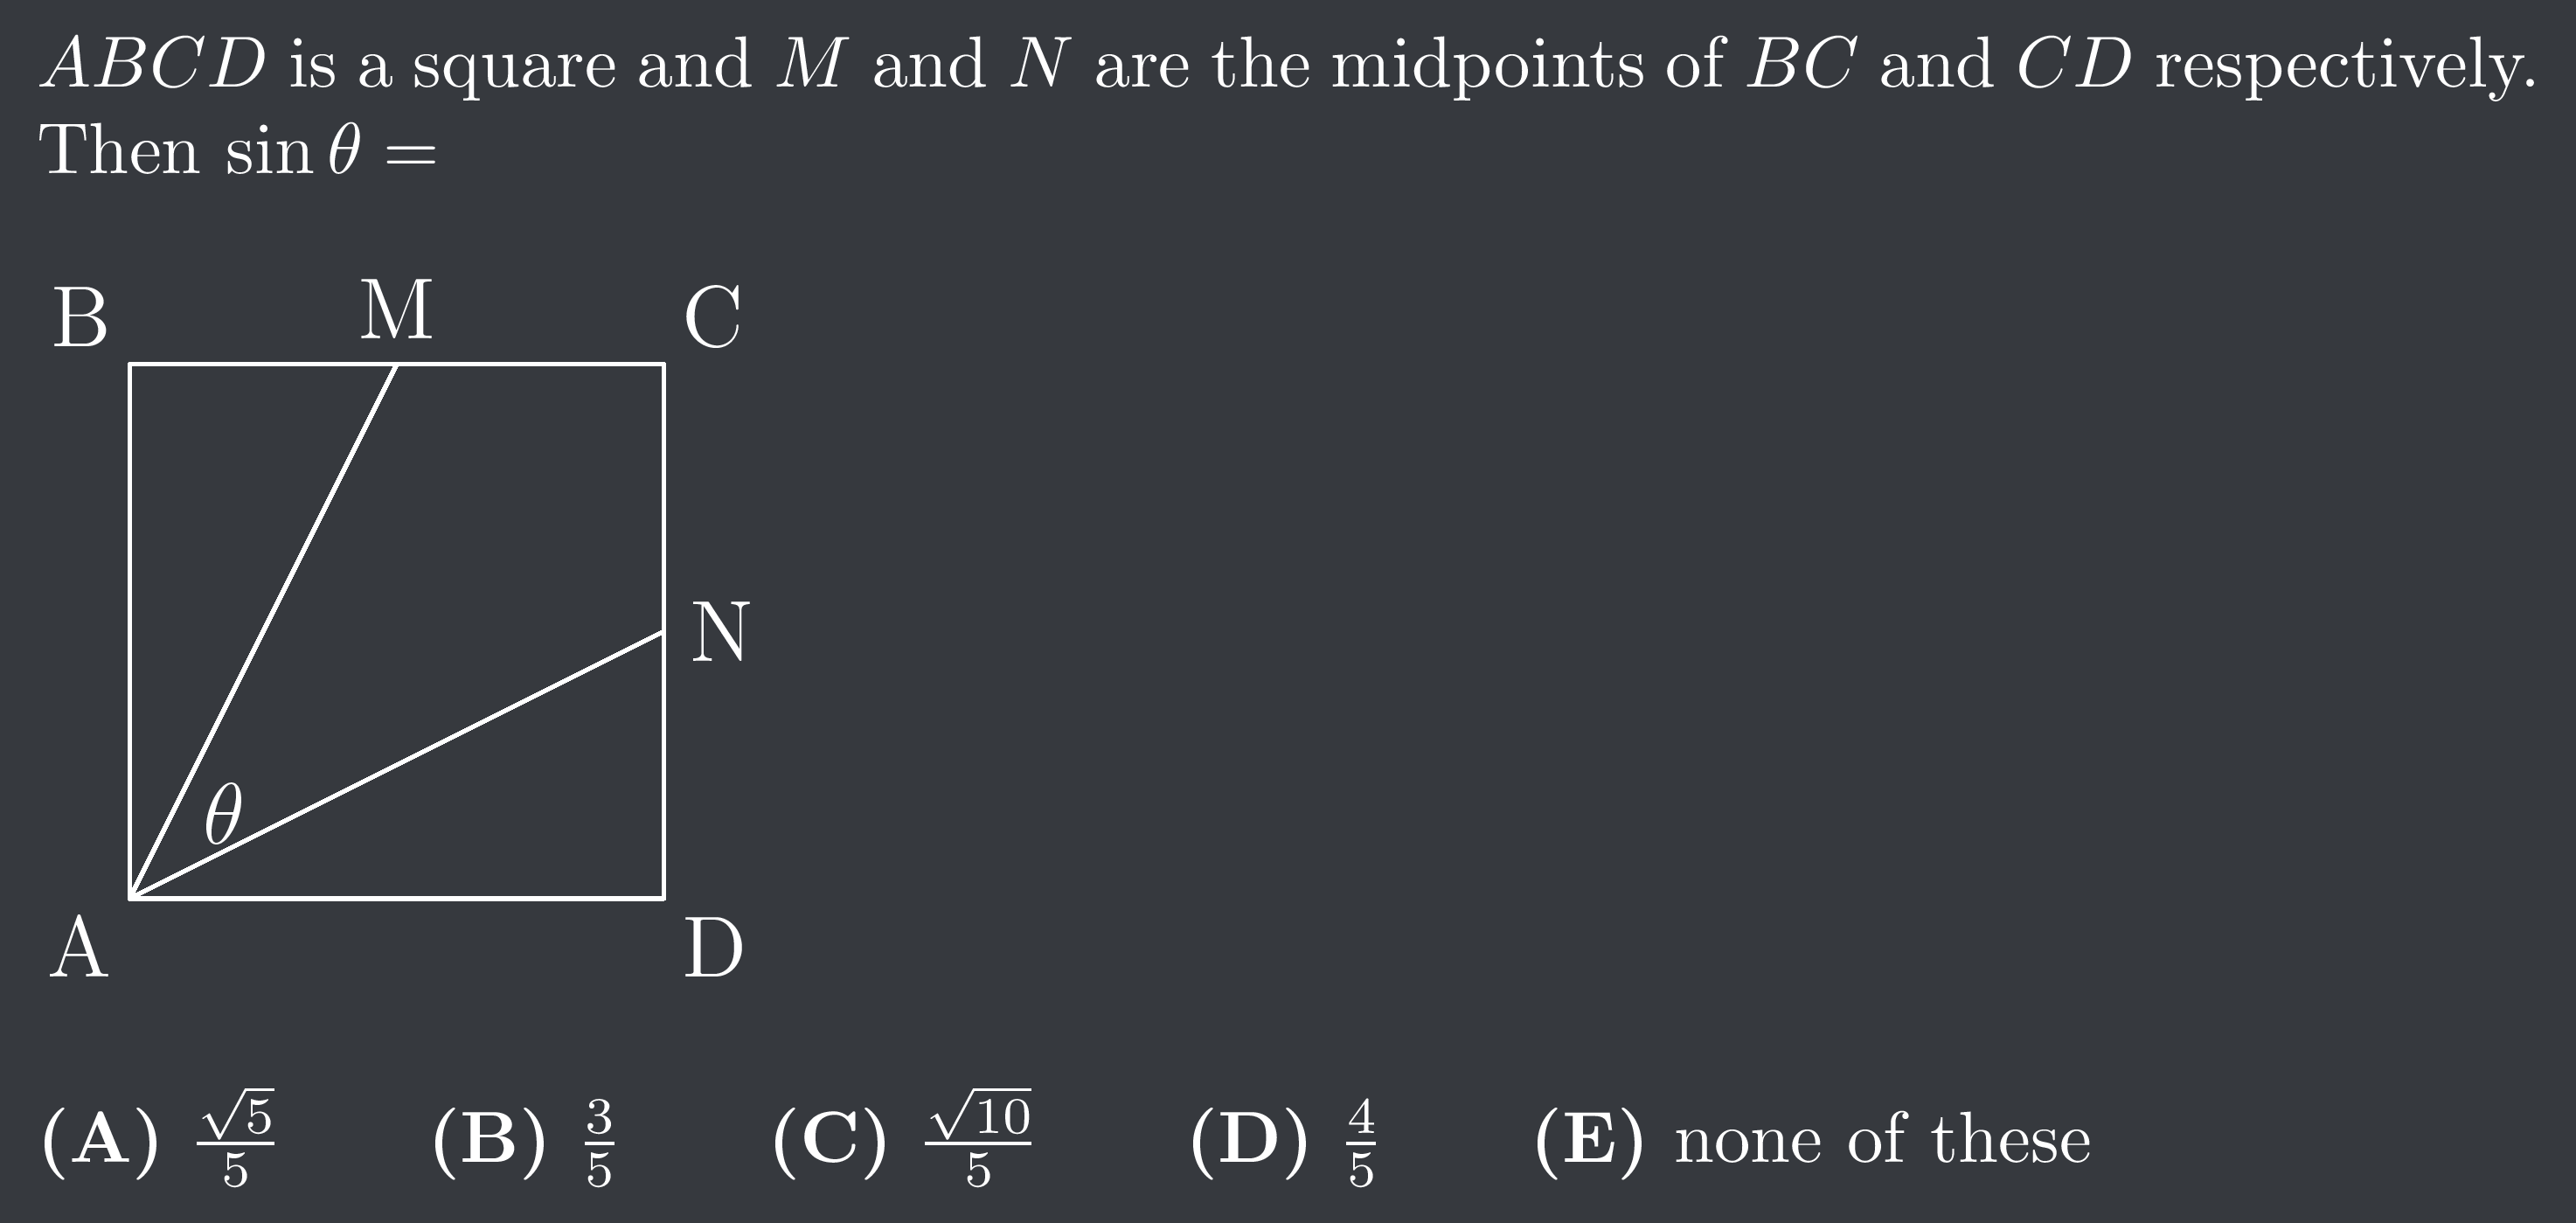 ABCD is a square and M and N are the midpoints of BC and CD respectively.
Then sin θ =
B M C
N
θ
A D
(A) √5/5 (B) 3/5 (C) √10/5 (D) 4/5 (E) none of these